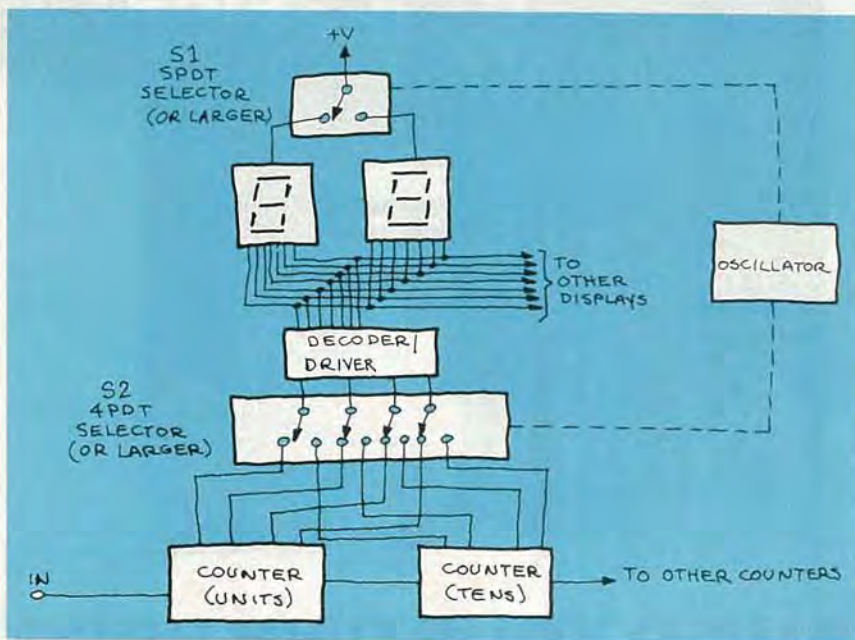 +V
S1
SPDT
SELECTOR
(OR LARGER)
OSCILLATOR
TO
OTHER
DISPLAYS
DECODER/
DRIVER
S2
4PDT
SELECTOR
(OR LARGER)
IN
COUNTER
(UNITS)
COUNTER
(TENS)
TO OTHER COUNTERS